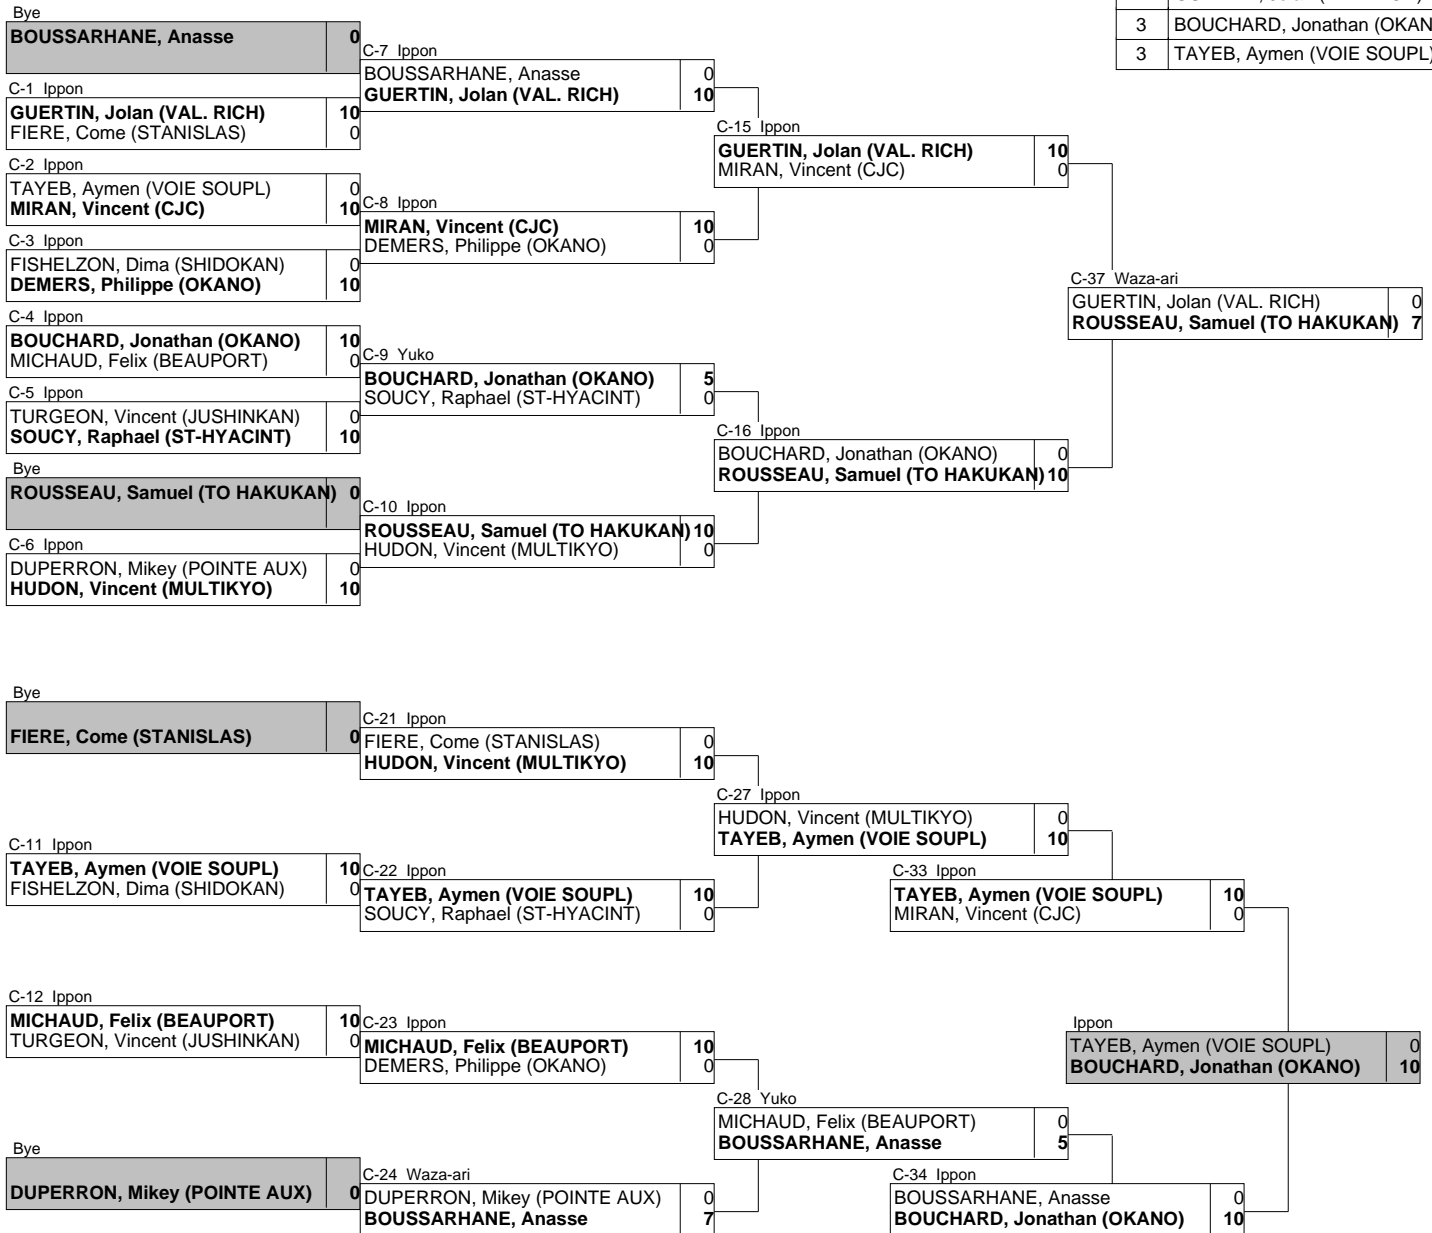 3 BOUCHARD, Jonathan (OKAN
3 TAYEB, Aymen (VOIE SOUPL)
Bye
BOUSSARHANE, Anasse 0
C-1 Ippon
GUERTIN, Jolan (VAL. RICH) 10
FIERE, Come (STANISLAS) 0
C-2 Ippon
TAYEB, Aymen (VOIE SOUPL) 0
MIRAN, Vincent (CJC) 10
C-3 Ippon
FISHELZON, Dima (SHIDOKAN) 0
DEMERS, Philippe (OKANO) 10
C-4 Ippon
BOUCHARD, Jonathan (OKANO) 10
MICHAUD, Felix (BEAUPORT) 0
C-5 Ippon
TURGEON, Vincent (JUSHINKAN) 0
SOUCY, Raphael (ST-HYACINT) 10
Bye
ROUSSEAU, Samuel (TO HAKUKAN) 0
C-6 Ippon
DUPERRON, Mikey (POINTE AUX) 0
HUDON, Vincent (MULTIKYO) 10
C-7 Ippon
BOUSSARHANE, Anasse 0
GUERTIN, Jolan (VAL. RICH) 10
C-8 Ippon
MIRAN, Vincent (CJC) 10
DEMERS, Philippe (OKANO) 0
C-9 Yuko
BOUCHARD, Jonathan (OKANO) 5
SOUCY, Raphael (ST-HYACINT) 0
C-10 Ippon
ROUSSEAU, Samuel (TO HAKUKAN) 10
HUDON, Vincent (MULTIKYO) 0
C-15 Ippon
GUERTIN, Jolan (VAL. RICH) 10
MIRAN, Vincent (CJC) 0
C-16 Ippon
BOUCHARD, Jonathan (OKANO) 0
ROUSSEAU, Samuel (TO HAKUKAN) 10
C-37 Waza-ari
GUERTIN, Jolan (VAL. RICH) 0
ROUSSEAU, Samuel (TO HAKUKAN) 7
Bye
FIERE, Come (STANISLAS) 0
C-11 Ippon
TAYEB, Aymen (VOIE SOUPL) 10
FISHELZON, Dima (SHIDOKAN) 0
C-12 Ippon
MICHAUD, Felix (BEAUPORT) 10
TURGEON, Vincent (JUSHINKAN) 0
Bye
DUPERRON, Mikey (POINTE AUX) 0
C-21 Ippon
FIERE, Come (STANISLAS) 0
HUDON, Vincent (MULTIKYO) 10
C-22 Ippon
TAYEB, Aymen (VOIE SOUPL) 10
SOUCY, Raphael (ST-HYACINT) 0
C-23 Ippon
MICHAUD, Felix (BEAUPORT) 10
DEMERS, Philippe (OKANO) 0
C-24 Waza-ari
DUPERRON, Mikey (POINTE AUX) 0
BOUSSARHANE, Anasse 7
C-27 Ippon
HUDON, Vincent (MULTIKYO) 0
TAYEB, Aymen (VOIE SOUPL) 10
C-28 Yuko
MICHAUD, Felix (BEAUPORT) 0
BOUSSARHANE, Anasse 5
C-33 Ippon
TAYEB, Aymen (VOIE SOUPL) 10
MIRAN, Vincent (CJC) 0
C-34 Ippon
BOUSSARHANE, Anasse 0
BOUCHARD, Jonathan (OKANO) 10
Ippon
TAYEB, Aymen (VOIE SOUPL) 0
BOUCHARD, Jonathan (OKANO) 10